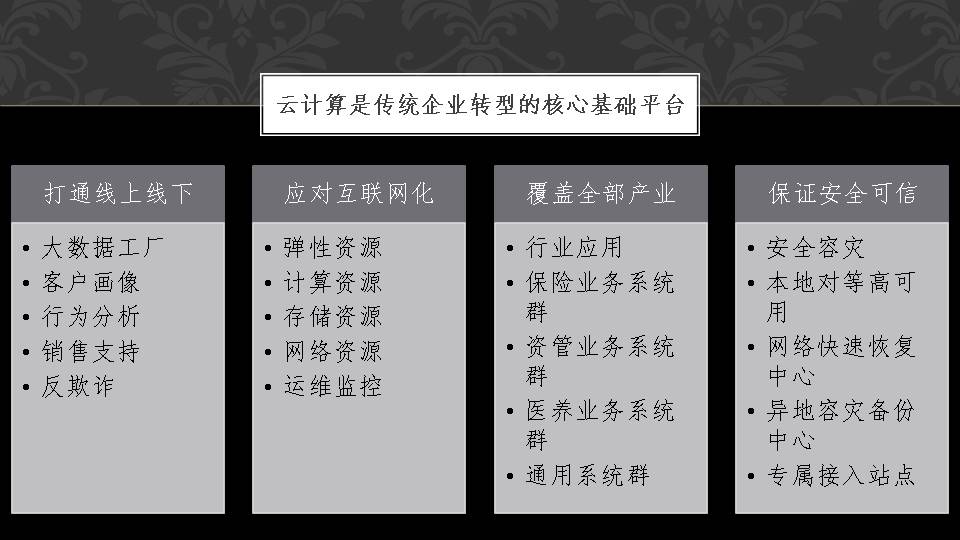 云计算是传统企业转型的核心基础平台
打通线上线下
• 大数据工厂
• 客户画像
• 行为分析
• 销售支持
• 反欺诈
应对互联网化
• 弹性资源
• 计算资源
• 存储资源
• 网络资源
• 运维监控
覆盖全部产业
• 行业应用
• 保险业务系统
群
• 资管业务系统
群
• 医养业务系统
群
• 通用系统群
保证安全可信
• 安全容灾
• 本地对等高可
用
• 网络快速恢复
中心
• 异地容灾备份
中心
• 专属接入站点